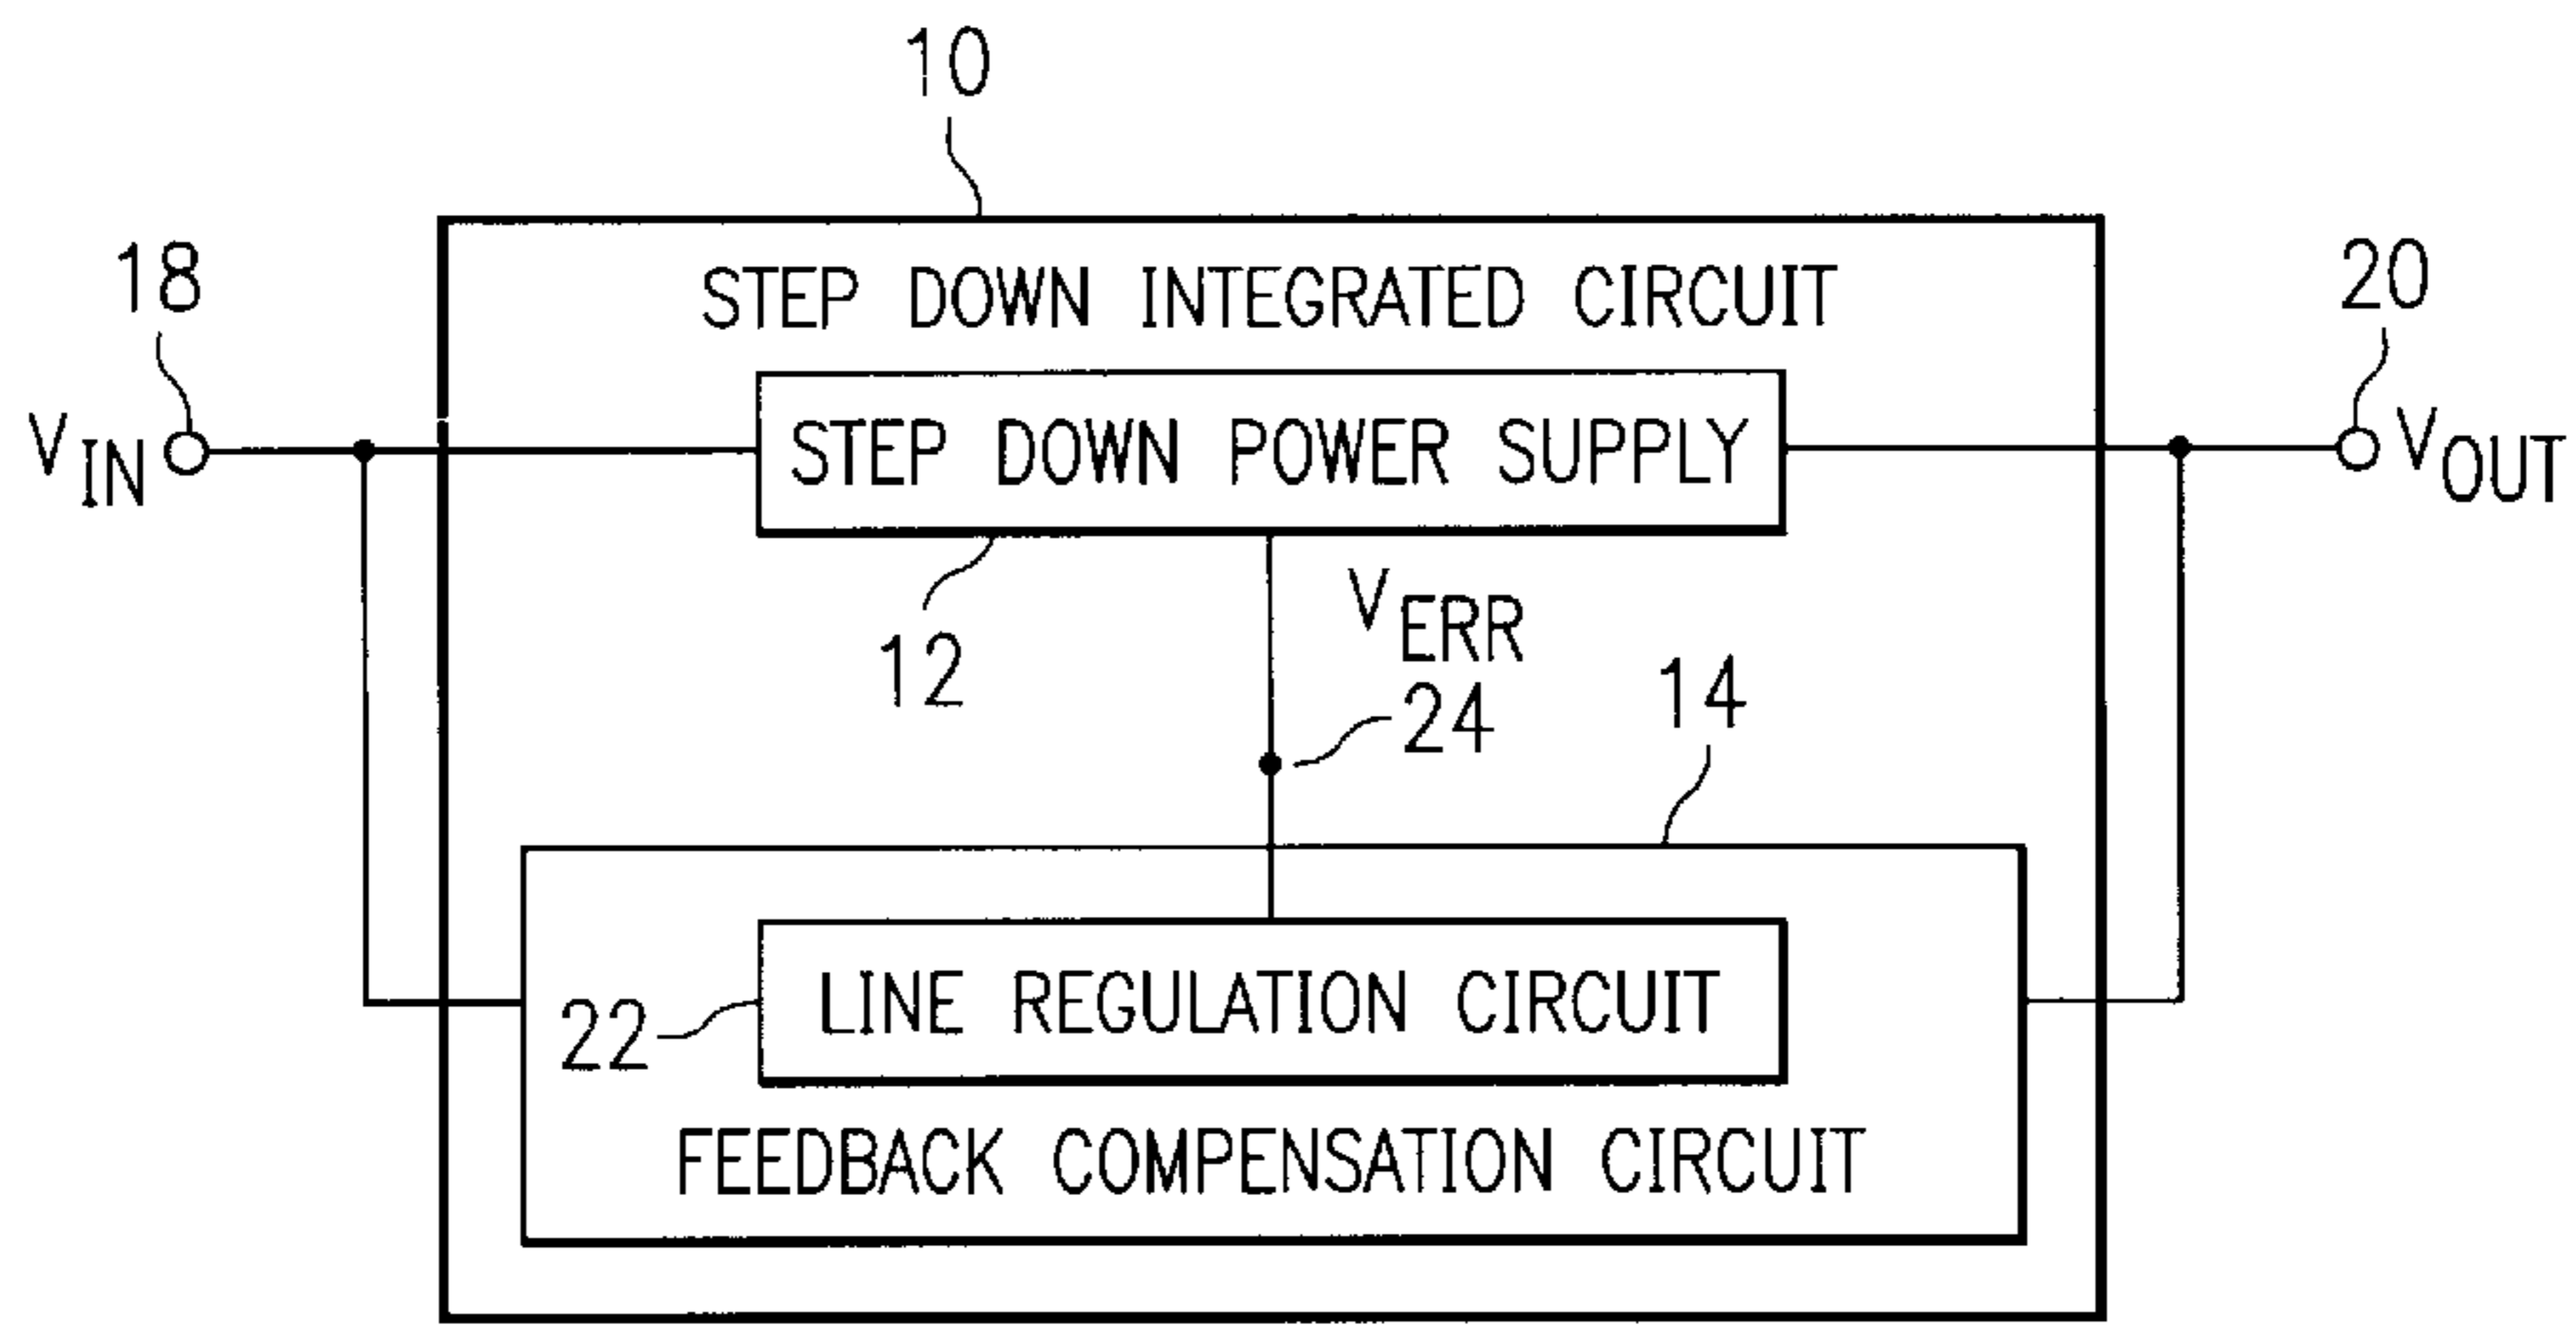 10
18
STEP DOWN INTEGRATED CIRCUIT
20
VIN
STEP DOWN POWER SUPPLY
VOUT
12
VERR
24
14
22
LINE REGULATION CIRCUIT
FEEDBACK COMPENSATION CIRCUIT